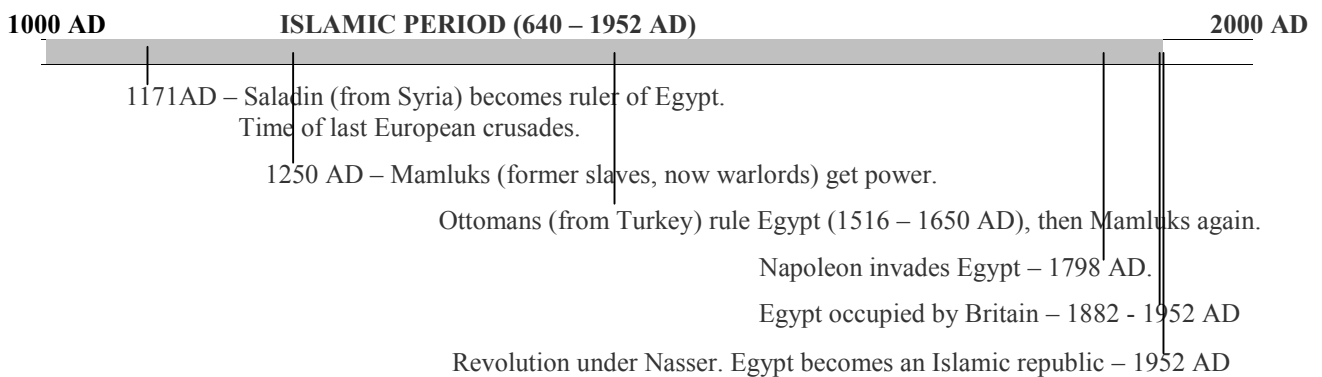 1000 AD ISLAMIC PERIOD (640 – 1952 AD) 2000 AD
1171AD – Saladin (from Syria) becomes ruler of Egypt.
Time of last European crusades.
1250 AD – Mamluks (former slaves, now warlords) get power.
Ottomans (from Turkey) rule Egypt (1516 – 1650 AD), then Mamluks again.
Napoleon invades Egypt – 1798 AD.
Egypt occupied by Britain – 1882 - 1952 AD
Revolution under Nasser. Egypt becomes an Islamic republic – 1952 AD